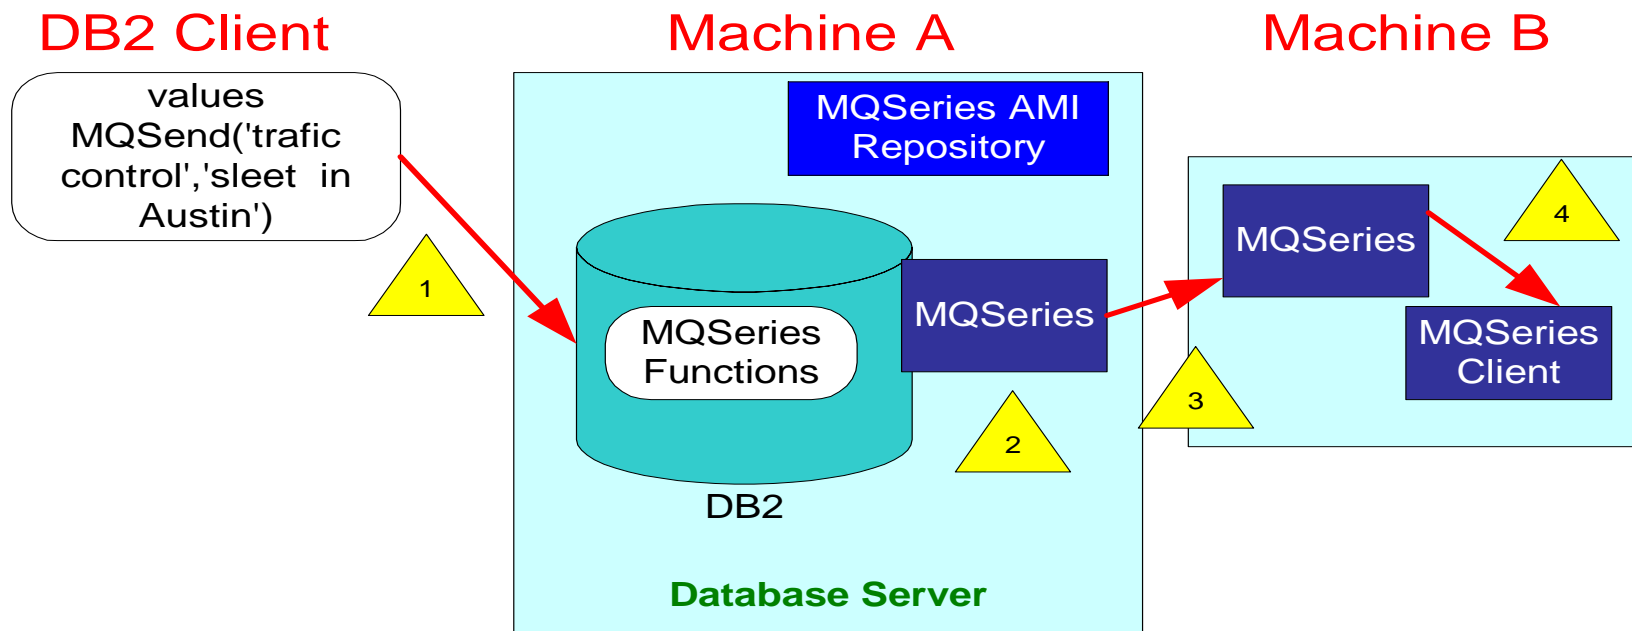 DB2 Client
Machine A
Machine B
values
MQSend('trafic
control','sleet in
Austin')
MQSeries AMI
Repository
1
MQSeries
Functions
MQSeries
2
DB2
Database Server
3
MQSeries
4
MQSeries
Client